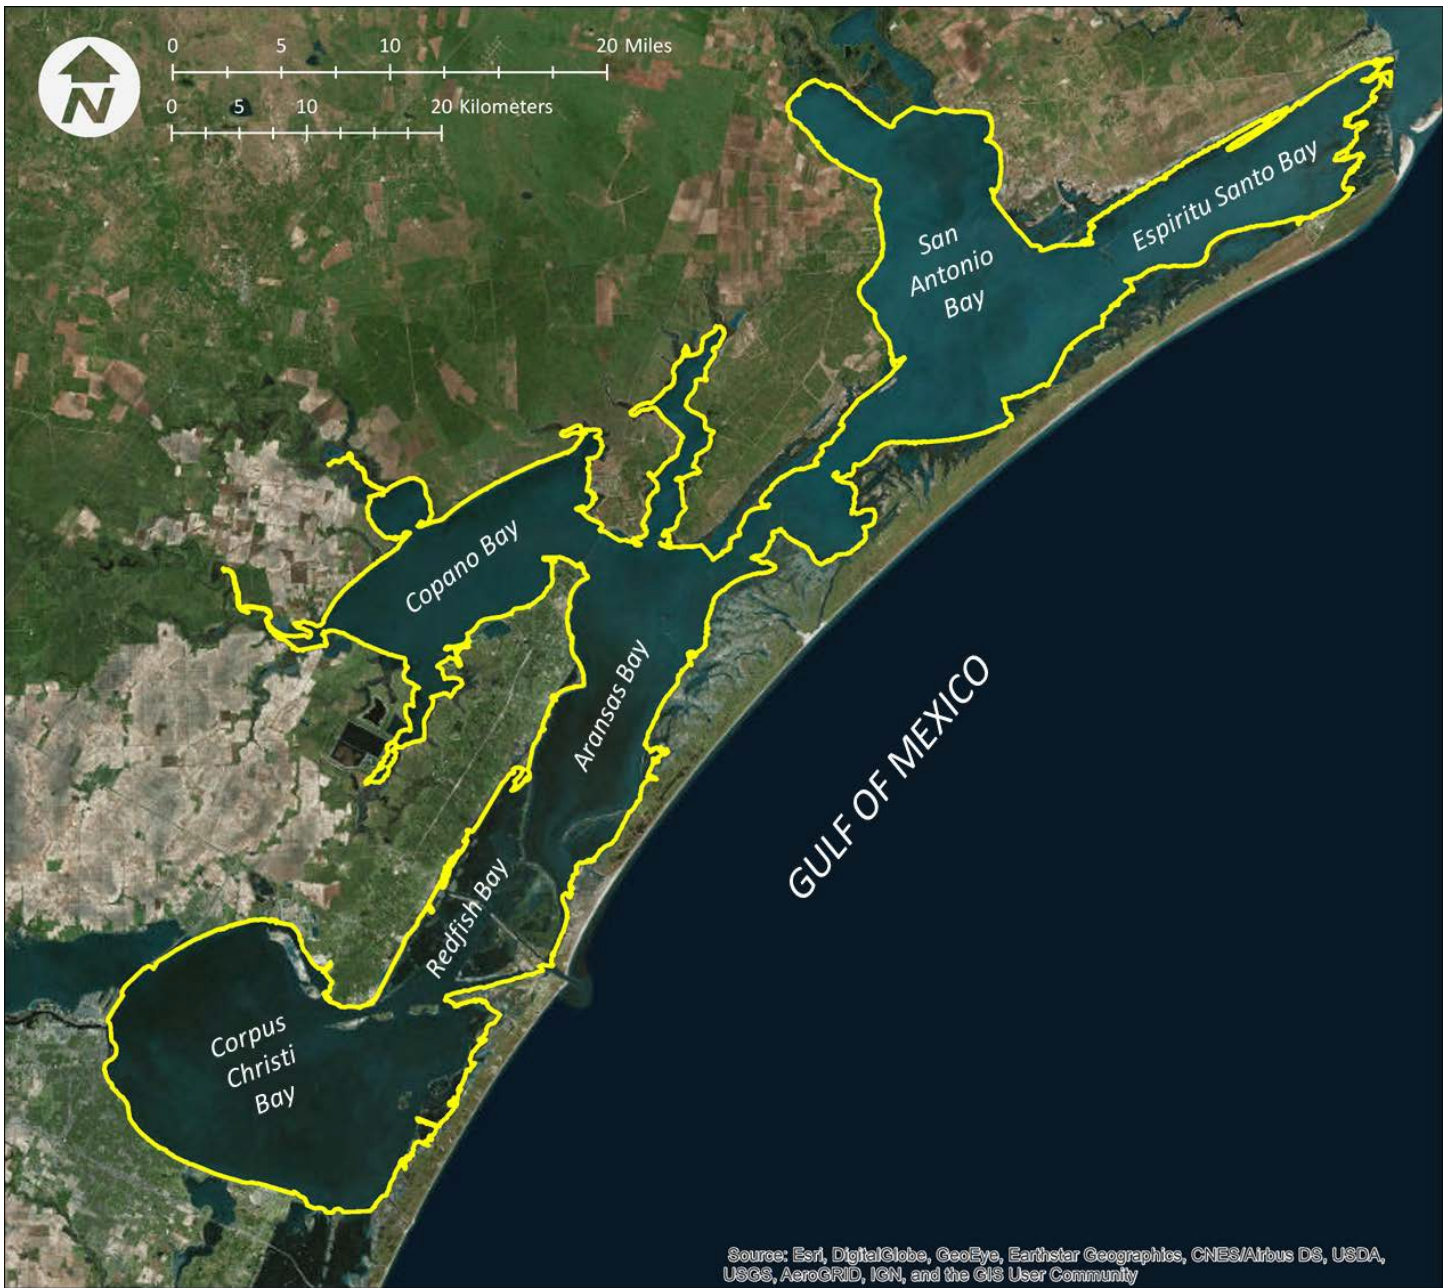 0 5 10 20 Miles
0 5 10 20 Kilometers
N
San
Antonio
Bay
Espiritu Santo Bay
Copano Bay
Aransas Bay
GULF OF MEXICO
Redfish Bay
Corpus
Christi
Bay
Source: Esri, DigitalGlobe, GeoEye, Earthstar Geographics, CNES/Airbus DS, USDA,
USGS, AeroGRID, IGN, and the GIS User Community